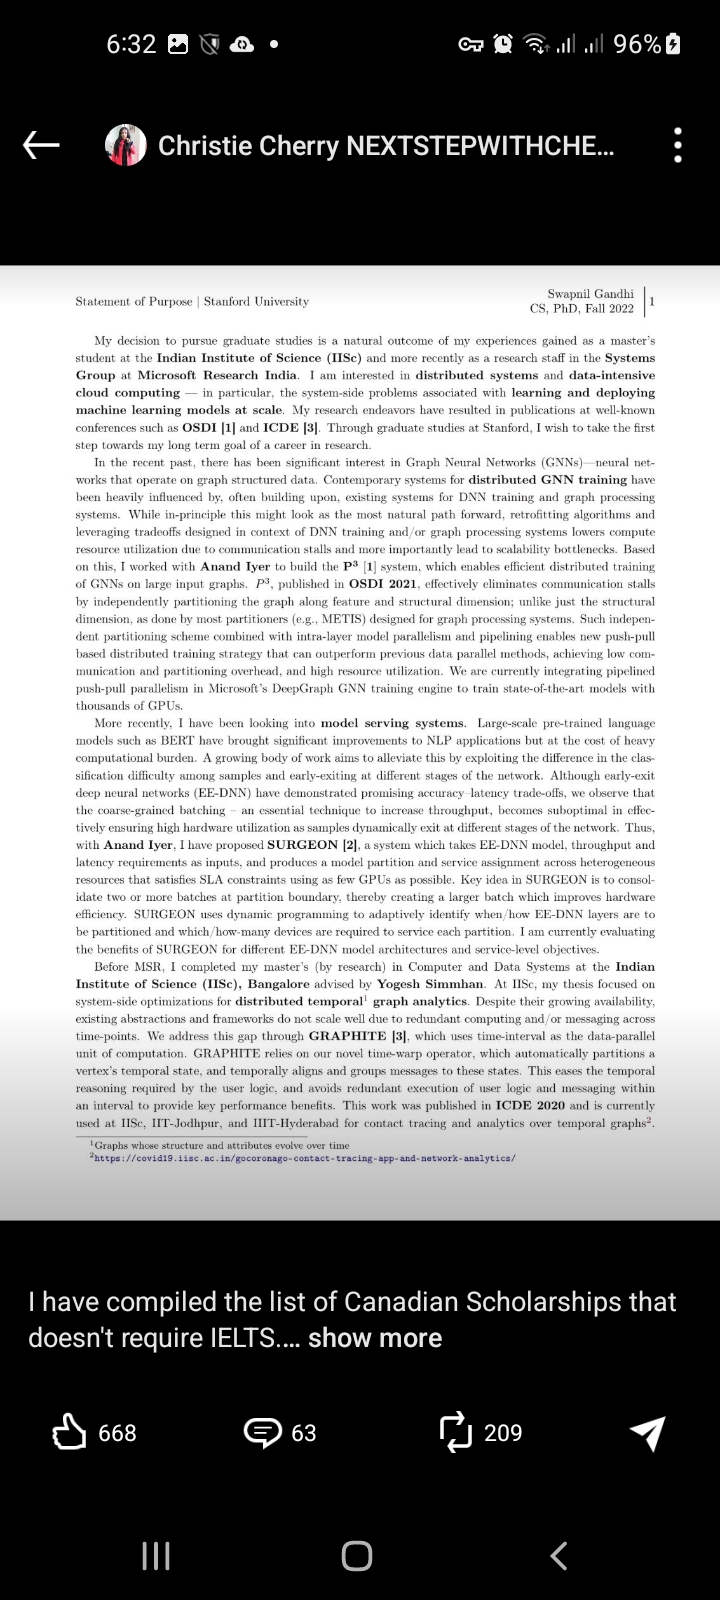 6:32
96%
Christie Cherry NEXTSTEPWITHCHE...
Statement of Purpose | Stanford University
Swapnil Gandhi
CS, PhD, Fall 2022
1
My decision to pursue graduate studies is a natural outcome of my experiences gained as a master's
student at the Indian Institute of Science (IISc) and more recently as a research staff in the Systems
Group at Microsoft Research India. I am interested in distributed systems and data-intensive
cloud computing — in particular, the system-side problems associated with learning and deploying
machine learning models at scale. My research endeavors have resulted in publications at well-known
conferences such as OSDI [1] and ICDE [3]. Through graduate studies at Stanford, I wish to take the first
step towards my long term goal of a career in research.
In the recent past, there has been significant interest in Graph Neural Networks (GNNs)—neural net-
works that operate on graph structured data. Contemporary systems for distributed GNN training have
been heavily influenced by, often building upon, existing systems for DNN training and graph processing
systems. While in-principle this might look as the most natural path forward, retrofitting algorithms and
leveraging tradeoffs designed in context of DNN training and/or graph processing systems lowers compute
resource utilization due to communication stalls and more importantly lead to scalability bottlenecks. Based
on this, I worked with Anand Iyer to build the P³ [1] system, which enables efficient distributed training
of GNNs on large input graphs. P³, published in OSDI 2021, effectively eliminates communication stalls
by independently partitioning the graph along feature and structural dimension; unlike just the structural
dimension, as done by most partitioners (e.g., METIS) designed for graph processing systems. Such indepen-
dent partitioning scheme combined with intra-layer model parallelism and pipelining enables new push-pull
based distributed training strategy that can outperform previous data parallel methods, achieving low com-
munication and partitioning overhead, and high resource utilization. We are currently integrating pipelined
push-pull parallelism in Microsoft's DeepGraph GNN training engine to train state-of-the-art models with
thousands of GPUs.
More recently, I have been looking into model serving systems. Large-scale pre-trained language
models such as BERT have brought significant improvements to NLP applications but at the cost of heavy
computational burden. A growing body of work aims to alleviate this by exploiting the difference in the clas-
sification difficulty among samples and early-exiting at different stages of the network. Although early-exit
deep neural networks (EE-DNN) have demonstrated promising accuracy–latency trade-offs, we observe that
the coarse-grained batching – an essential technique to increase throughput, becomes suboptimal in effec-
tively ensuring high hardware utilization as samples dynamically exit at different stages of the network. Thus,
with Anand Iyer, I have proposed SURGEON [2], a system which takes EE-DNN model, throughput and
latency requirements as inputs, and produces a model partition and service assignment across heterogeneous
resources that satisfies SLA constraints using as few GPUs as possible. Key idea in SURGEON is to consol-
idate two or more batches at partition boundary, thereby creating a larger batch which improves hardware
efficiency. SURGEON uses dynamic programming to adaptively identify when/how EE-DNN layers are to
be partitioned and which/how-many devices are required to service each partition. I am currently evaluating
the benefits of SURGEON for different EE-DNN model architectures and service-level objectives.
Before MSR, I completed my master's (by research) in Computer and Data Systems at the Indian
Institute of Science (IISc), Bangalore advised by Yogesh Simmhan. At IISc, my thesis focused on
system-side optimizations for distributed temporal¹ graph analytics. Despite their growing availability,
existing abstractions and frameworks do not scale well due to redundant computing and/or messaging across
time-points. We address this gap through GRAPHITE [3], which uses time-interval as the data-parallel
unit of computation. GRAPHITE relies on our novel time-warp operator, which automatically partitions a
vertex's temporal state, and temporally aligns and groups messages to these states. This eases the temporal
reasoning required by the user logic, and avoids redundant execution of user logic and messaging within
an interval to provide key performance benefits. This work was published in ICDE 2020 and is currently
used at IISc, IIT-Jodhpur, and IIIT-Hyderabad for contact tracing and analytics over temporal graphs².
¹Graphs whose structure and attributes evolve over time
²https://covid19.iisc.ac.in/gocoronago-contact-tracing-app-and-network-analytics/
I have compiled the list of Canadian Scholarships that
doesn't require IELTS.... show more
668
63
209